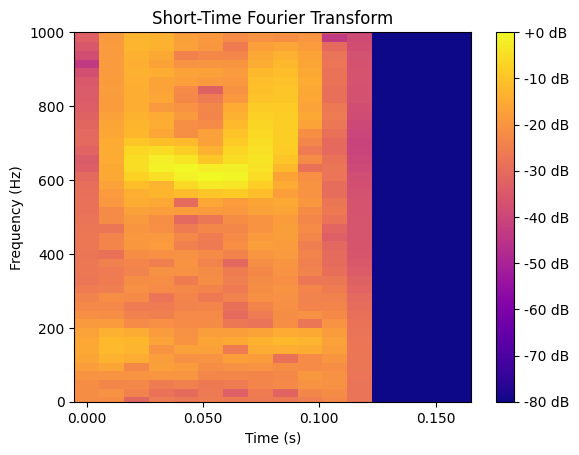 Short-Time Fourier Transform
1000
800
600
400
200
0
Frequency (Hz)
0.000
0.050
0.100
0.150
Time (s)
+0 dB
-10 dB
-20 dB
-30 dB
-40 dB
-50 dB
-60 dB
-70 dB
-80 dB